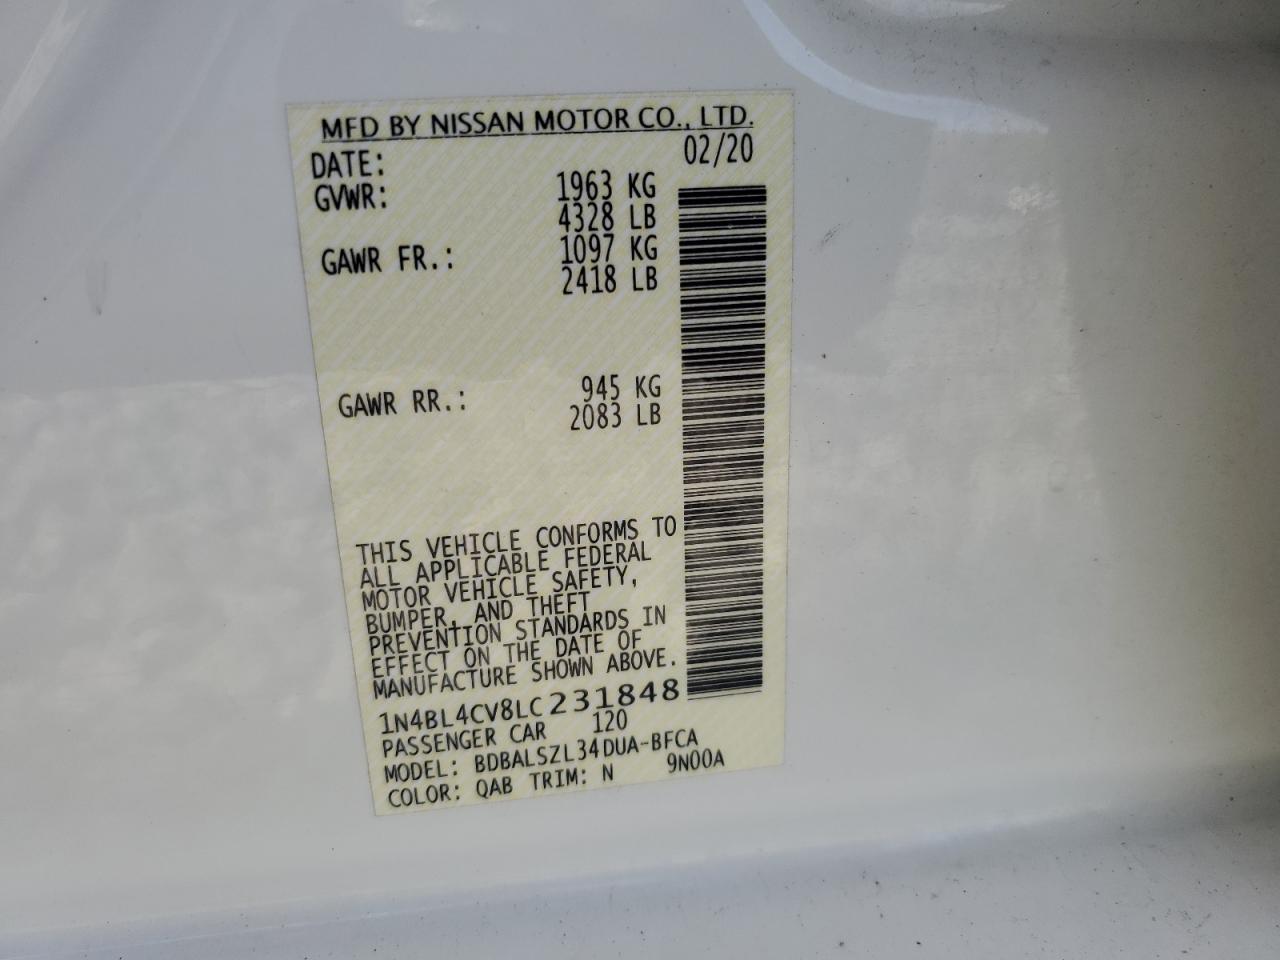 MFD BY NISSAN MOTOR CO., LTD.
DATE: 02/20
GVWR: 1963 KG
4328 LB
GAWR FR.: 1097 KG
2418 LB
GAWR RR.: 945 KG
2083 LB
THIS VEHICLE CONFORMS TO
ALL APPLICABLE FEDERAL
MOTOR VEHICLE SAFETY,
BUMPER, AND THEFT
PREVENTION STANDARDS IN
EFFECT ON THE DATE OF
MANUFACTURE SHOWN ABOVE.
1N4BL4CV8LC231848
PASSENGER CAR 120
MODEL: BDBALSZL34DUA-BFCA
COLOR: QAB TRIM: N 9N00A